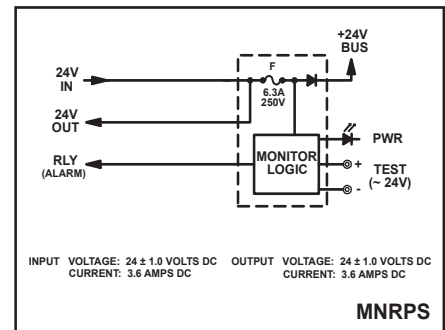 +24V
BUS
F
24V
IN
6.3A
250V
24V
OUT
PWR
RLY
(ALARM)
MONITOR
LOGIC
+
TEST
(~ 24V)
-
INPUT VOLTAGE: 24 ± 1.0 VOLTS DC OUTPUT VOLTAGE: 24 ± 1.0 VOLTS DC
CURRENT: 3.6 AMPS DC CURRENT: 3.6 AMPS DC
MNRPS